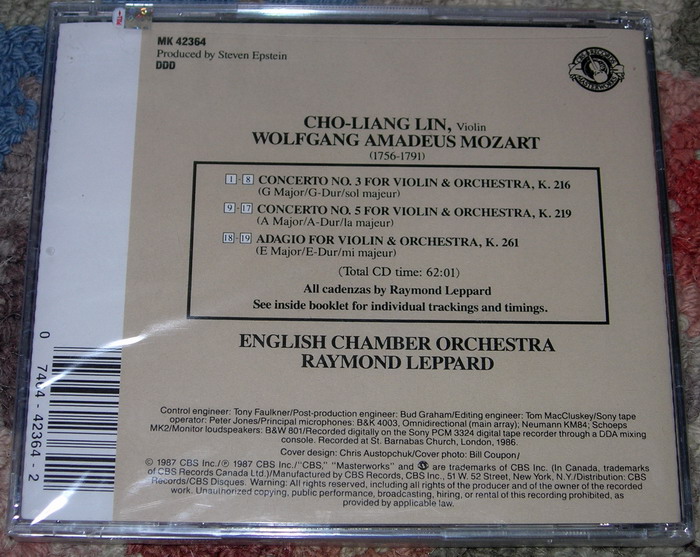 MK 42364
Produced by Steven Epstein
DDD
CBS RECORDS
MASTERWORKS
CHO-LIANG LIN, Violin
WOLFGANG AMADEUS MOZART
(1756-1791)
1-8 CONCERTO NO. 3 FOR VIOLIN & ORCHESTRA, K. 216
(G Major/G-Dur/sol majeur)
9-17 CONCERTO NO. 5 FOR VIOLIN & ORCHESTRA, K. 219
(A Major/A-Dur/la majeur)
18-19 ADAGIO FOR VIOLIN & ORCHESTRA, K. 261
(E Major/E-Dur/mi majeur)
(Total CD time: 62:01)
All cadenzas by Raymond Leppard
See inside booklet for individual trackings and timings.
ENGLISH CHAMBER ORCHESTRA
RAYMOND LEPPARD
0 7464-42364-2
Control engineer: Tony Faulkner/Post-production engineer: Bud Graham/Editing engineer: Tom MacCluskey/Sony tape
operator: Peter Jones/Principal microphones: B&K 4003, Omnidirectional (main array); Neumann KM84; Schoeps
MK2/Monitor loudspeakers: B&W 801/Recorded digitally on the Sony PCM 3324 digital tape recorder through a DDA mixing
console. Recorded at St. Barnabas Church, London, 1986.
Cover design: Chris Austopchuk/Cover photo: Bill Coupon/
© 1987 CBS Inc./℗ 1987 CBS Inc./"CBS," "Masterworks" and are trademarks of CBS Inc. (In Canada, trademarks
of CBS Records Canada Ltd.)/Manufactured by CBS Records, CBS Inc., 51 W. 52 Street, New York, N.Y./Distribution: CBS
Records/CBS Disques. Warning: All rights reserved, including all rights of the producer and of the owner of the recorded
work. Unauthorized copying, public performance, broadcasting, hiring, or rental of this recording prohibited, as
provided by applicable law.